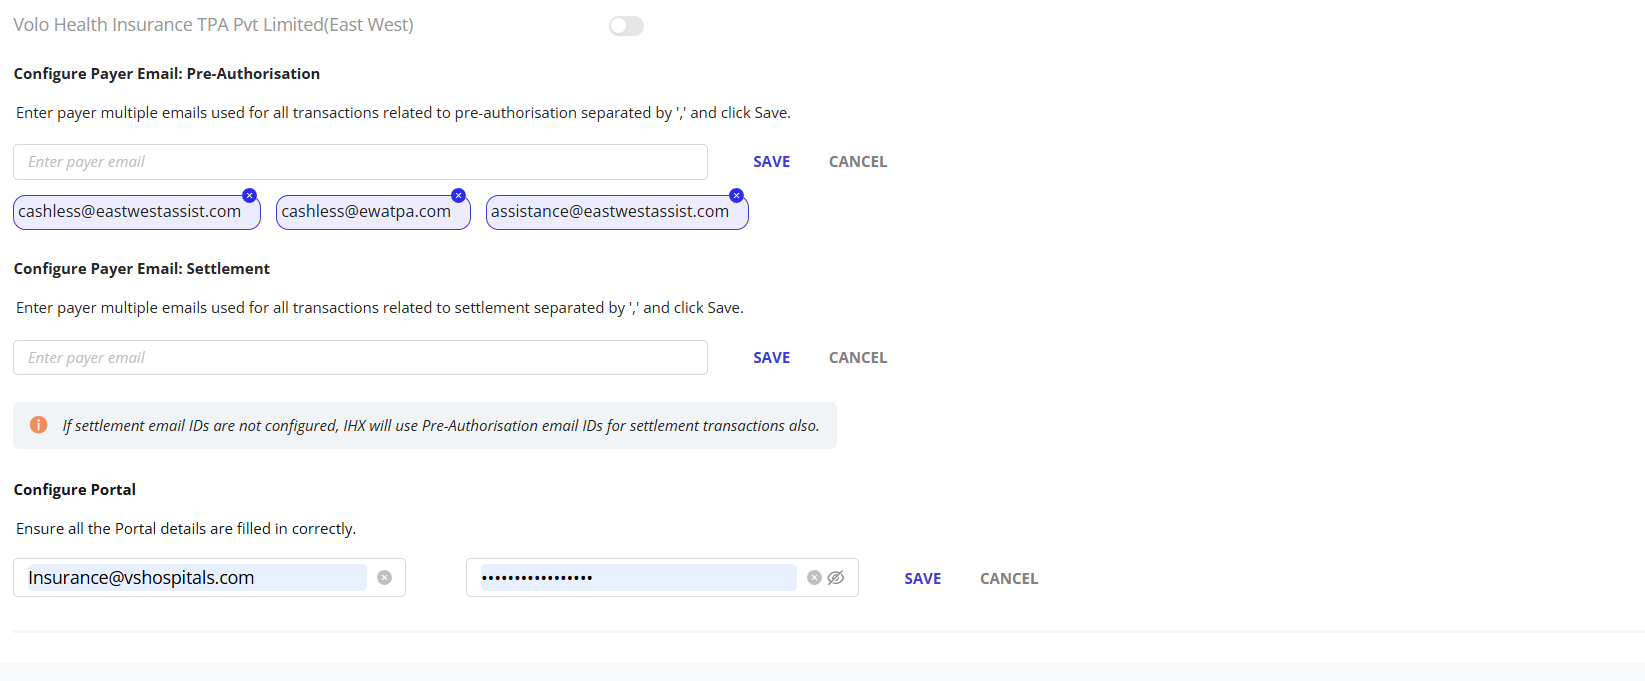 Volo Health Insurance TPA Pvt Limited(East West)
Configure Payer Email: Pre-Authorisation
Enter payer multiple emails used for all transactions related to pre-authorisation separated by ',' and click Save.
Enter payer email SAVE CANCEL
cashless@eastwestassist.com cashless@ewatpa.com assistance@eastwestassist.com
Configure Payer Email: Settlement
Enter payer multiple emails used for all transactions related to settlement separated by ',' and click Save.
Enter payer email SAVE CANCEL
If settlement email IDs are not configured, IHX will use Pre-Authorisation email IDs for settlement transactions also.
Configure Portal
Ensure all the Portal details are filled in correctly.
Insurance@vshospitals.com •••••••••••••••• SAVE CANCEL